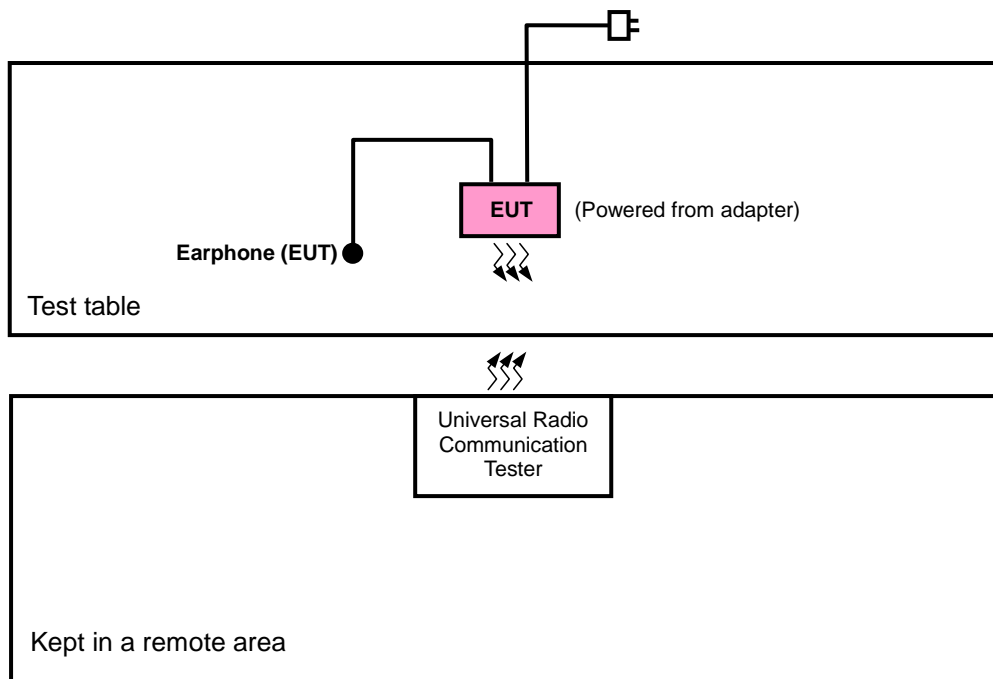 EUT
(Powered from adapter)
Earphone (EUT)
Test table
Universal Radio
Communication
Tester
Kept in a remote area